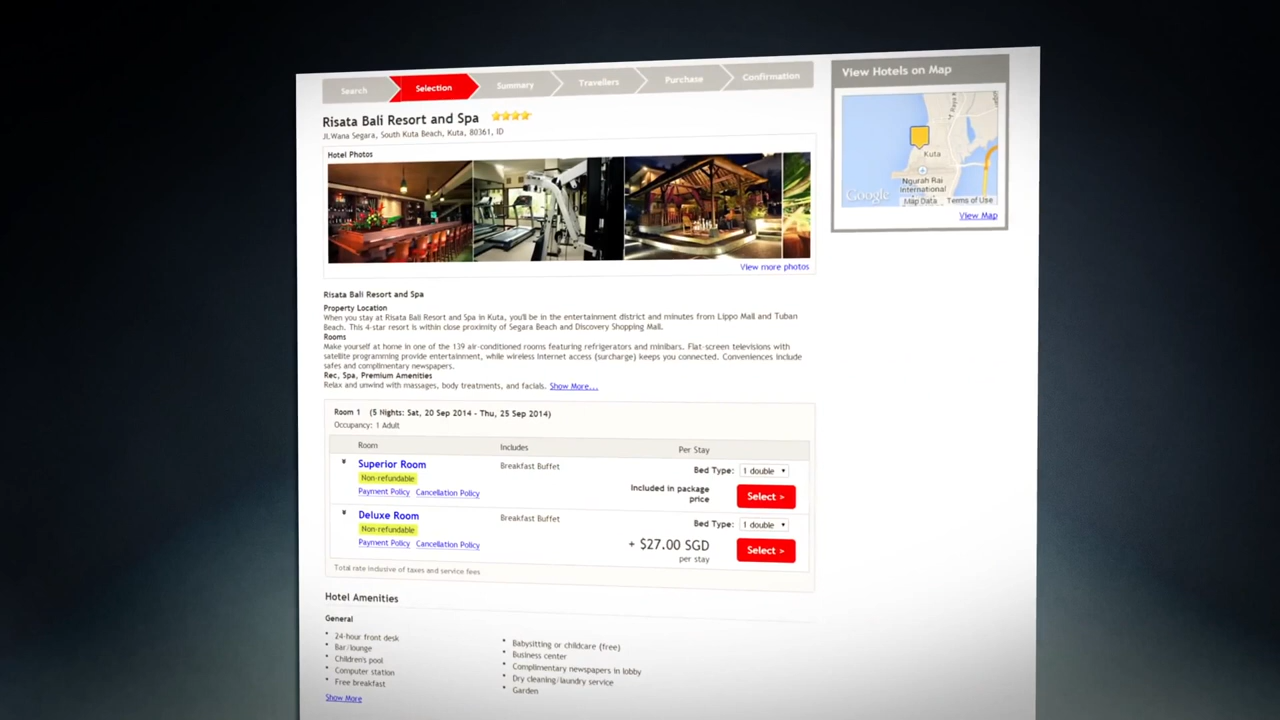 Search
Selection
Summary
Travellers
Purchase
Confirmation
Risata Bali Resort and Spa
Jl.Wana Segara, South Kuta Beach, Kuta, 80361, ID
Hotel Photos
View more photos
View Hotels on Map
Kuta
Ngurah Rai
International
Google
Map Data
Terms of Use
View Map
Risata Bali Resort and Spa
Property Location
When you stay at Risata Bali Resort and Spa in Kuta, you'll be in the entertainment district and minutes from Lippo Mall and Tuban
Beach. This 4-star resort is within close proximity of Segara Beach and Discovery Shopping Mall.
Rooms
Make yourself at home in one of the 139 air-conditioned rooms featuring refrigerators and minibars. Flat-screen televisions with
satellite programming provide entertainment, while wireless Internet access (surcharge) keeps you connected. Conveniences include
safes and complimentary newspapers.
Rec, Spa, Premium Amenities
Relax and unwind with massages, body treatments, and facials. Show More...
Room 1 (5 Nights: Sat, 20 Sep 2014 - Thu, 25 Sep 2014)
Occupancy: 1 Adult
Room Includes Per Stay
Superior Room Breakfast Buffet Bed Type: 1 double
Non-refundable
Payment Policy Cancellation Policy
Included in package
price
Select >
Deluxe Room Breakfast Buffet Bed Type: 1 double
Non-refundable
Payment Policy Cancellation Policy
+ $27.00 SGD
per stay
Select >
Total rate inclusive of taxes and service fees
Hotel Amenities
General
24-hour front desk
Bar/lounge
Children's pool
Computer station
Free breakfast
Show More
Babysitting or childcare (free)
Business center
Complimentary newspapers in lobby
Dry cleaning/laundry service
Garden